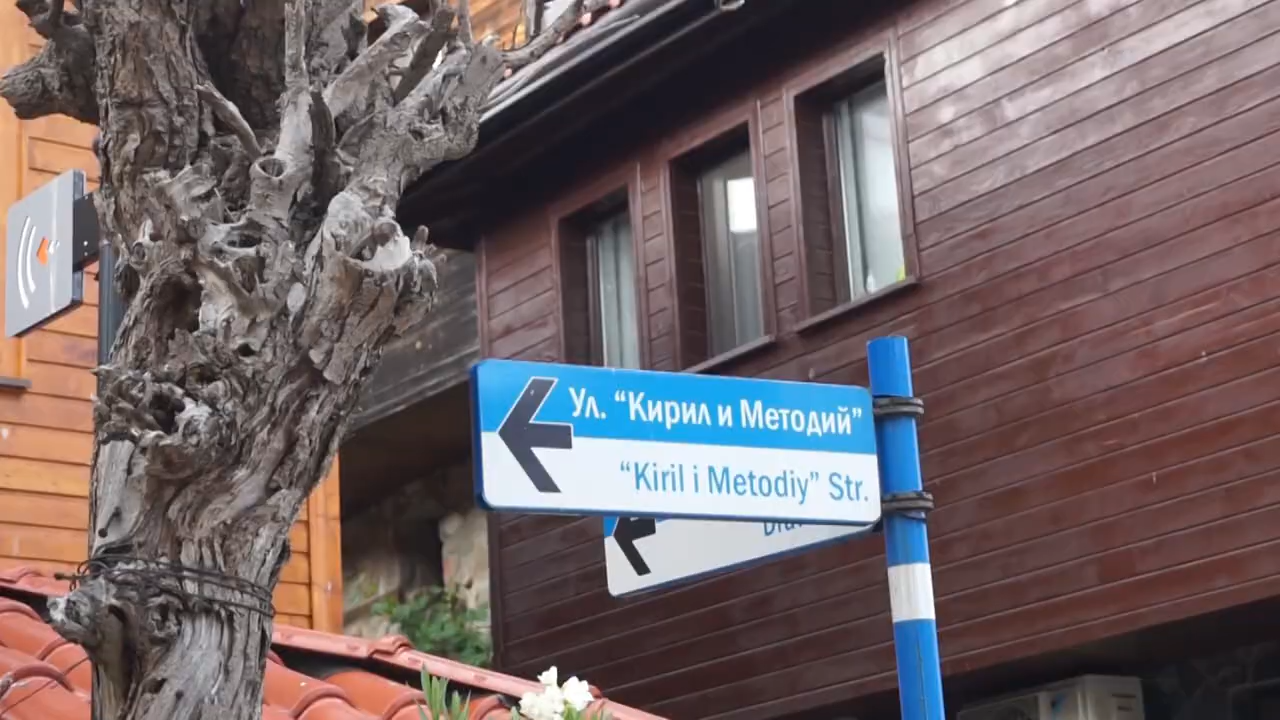 Ул. “Кирил и Методий”
“Kiril i Metodiy” Str.